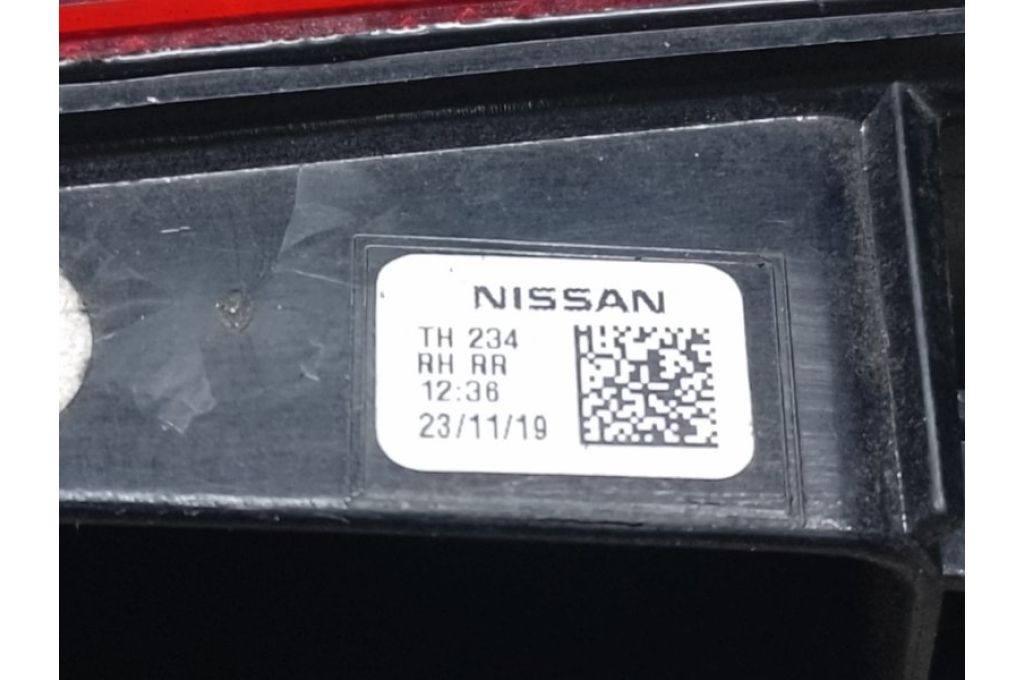 NISSAN
TH 234
RH RR
12:36
23/11/19